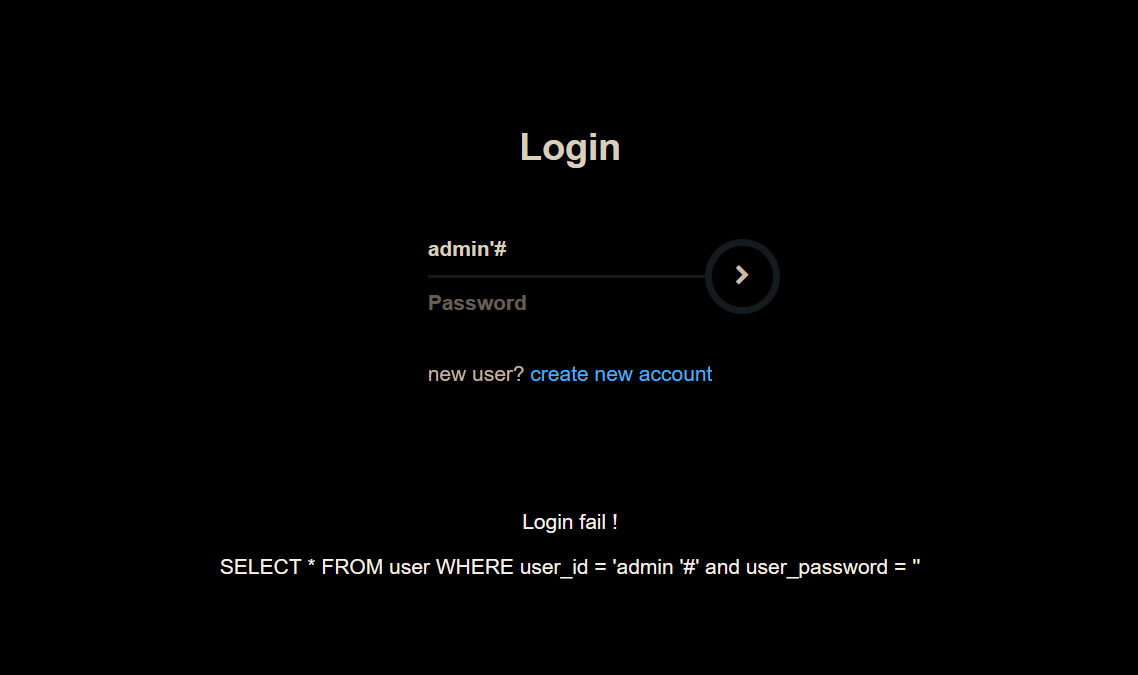 Login
admin'#
Password
new user? create new account
Login fail !
SELECT * FROM user WHERE user_id = 'admin '#' and user_password = ''